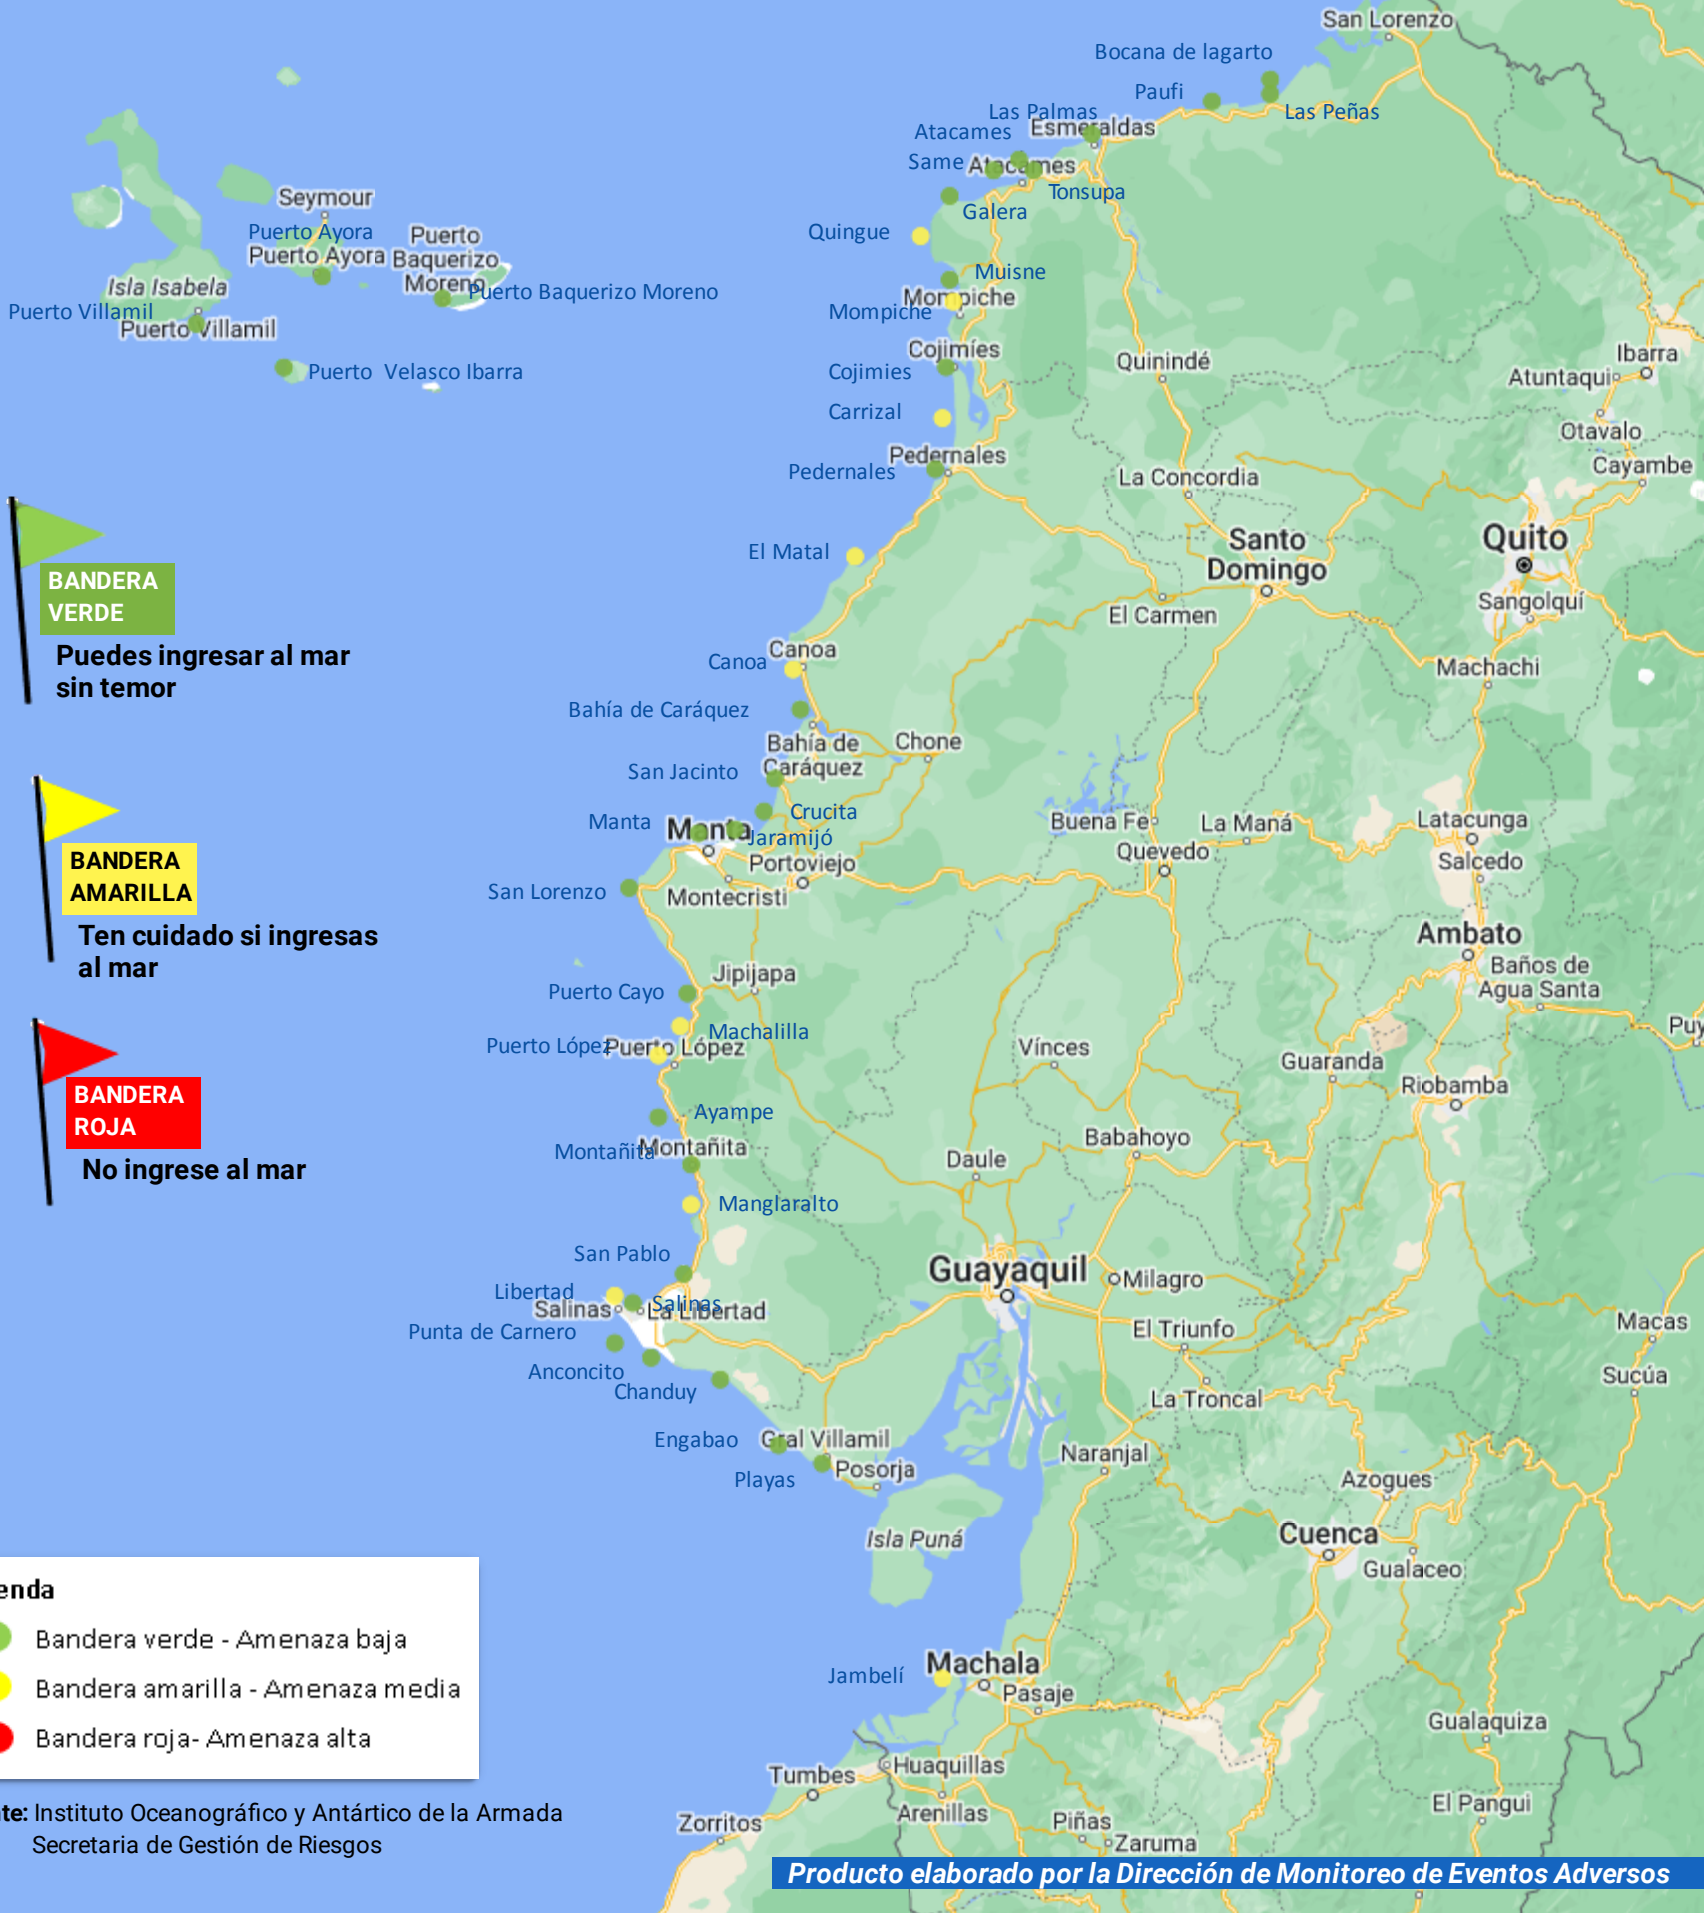 San Lorenzo
Bocana de lagarto
Paufi
Las Palmas
Las Peñas
Atacames
Esmeraldas
Same
Atacames
Tonsupa
Galera
Quingue
Muisne
Mompiche
Mompiche
Cojimíes
Cojimies
Carrizal
Pedernales
Pedernales
El Matal
Canoa
Canoa
Bahía de Caráquez
Bahía de
Caráquez
Chone
San Jacinto
Crucita
Manta
Manta
Jaramijó
Portoviejo
San Lorenzo
Montecristi
Jipijapa
Puerto Cayo
Machalilla
Puerto López
Puerto López
Ayampe
Montañita
Montañita
Manglaralto
San Pablo
Libertad
Salinas
Salinas
La Libertad
Punta de Carnero
Anconcito
Chanduy
Engabao
Gral Villamil
Playas
Posorja
Isla Puná
Jambelí
Machala
Pasaje
Huaquillas
Tumbes
Arenillas
Piñas
Zaruma
Zorritos
Seymour
Puerto Ayora
Puerto Ayora
Puerto
Baquerizo
Moreno
Puerto Baquerizo Moreno
Isla Isabela
Puerto Villamil
Puerto Villamil
Puerto Velasco Ibarra
Quinindé
Ibarra
Atuntaqui
Otavalo
Cayambe
La Concordia
Santo
Domingo
Quito
Sangolquí
El Carmen
Machachi
Buena Fe
La Maná
Latacunga
Quevedo
Salcedo
Ambato
Baños de
Agua Santa
Puy
Vínces
Guaranda
Riobamba
Babahoyo
Daule
Guayaquil
Milagro
El Triunfo
Macas
Sucúa
La Troncal
Naranjal
Azogues
Cuenca
Gualaceo
Gualaquiza
El Pangui
BANDERA
VERDE
Puedes ingresar al mar
sin temor
BANDERA
AMARILLA
Ten cuidado si ingresas
al mar
BANDERA
ROJA
No ingrese al mar
enda
Bandera verde - Amenaza baja
Bandera amarilla - Amenaza media
Bandera roja- Amenaza alta
te: Instituto Oceanográfico y Antártico de la Armada
Secretaria de Gestión de Riesgos
Producto elaborado por la Dirección de Monitoreo de Eventos Adversos